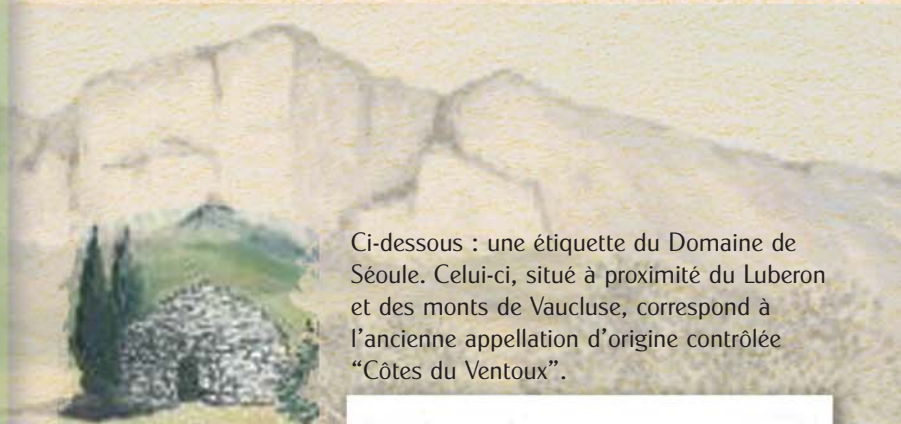 Ci-dessous : une étiquette du Domaine de
Séoule. Celui-ci, situé à proximité du Luberon
et des monts de Vaucluse, correspond à
l’ancienne appellation d’origine contrôlée
“Côtes du Ventoux”.